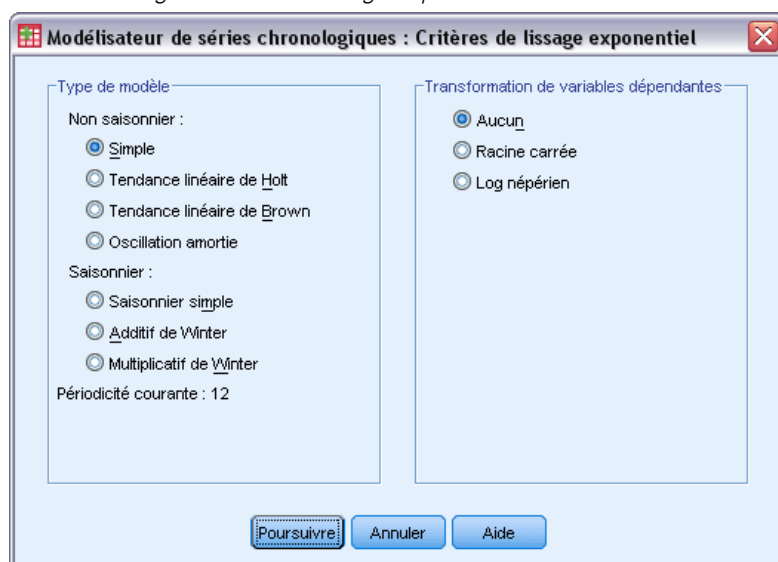 Modélisateur de séries chronologiques : Critères de lissage exponentiel
Type de modèle
Non saisonnier :
Simple
Tendance linéaire de Holt
Tendance linéaire de Brown
Oscillation amortie
Saisonnier :
Saisonnier simple
Additif de Winter
Multiplicatif de Winter
Périodicité courante : 12
Transformation de variables dépendantes
Aucun
Racine carrée
Log népérien
Poursuivre Annuler Aide